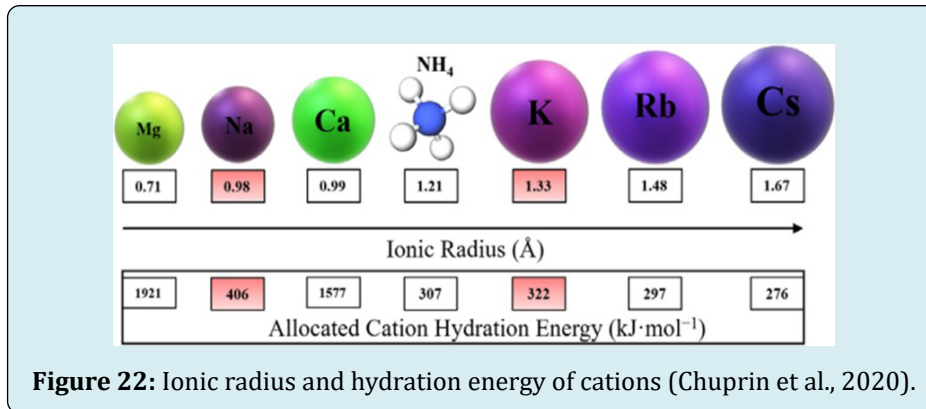 NH₄
Mg Na Ca K Rb Cs
0.71 0.98 0.99 1.21 1.33 1.48 1.67
Ionic Radius (Å)
1921 406 1577 307 322 297 276
Allocated Cation Hydration Energy (kJ·mol⁻¹)
Figure 22: Ionic radius and hydration energy of cations (Chuprin et al., 2020).